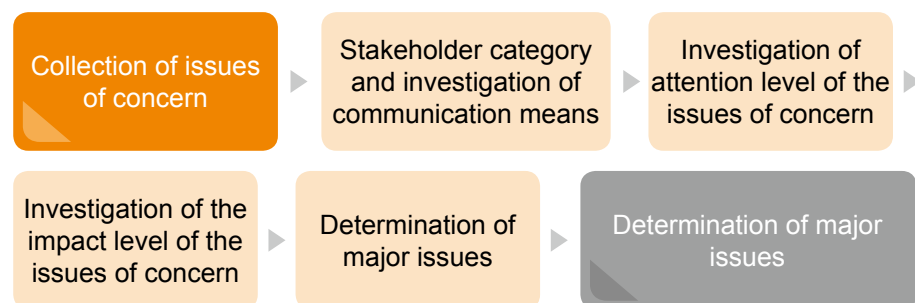 Collection of issues
of concern
Stakeholder category
and investigation of
communication means
Investigation of
attention level of the
issues of concern
Investigation of the
impact level of the
issues of concern
Determination of
major issues
Determination of major
issues